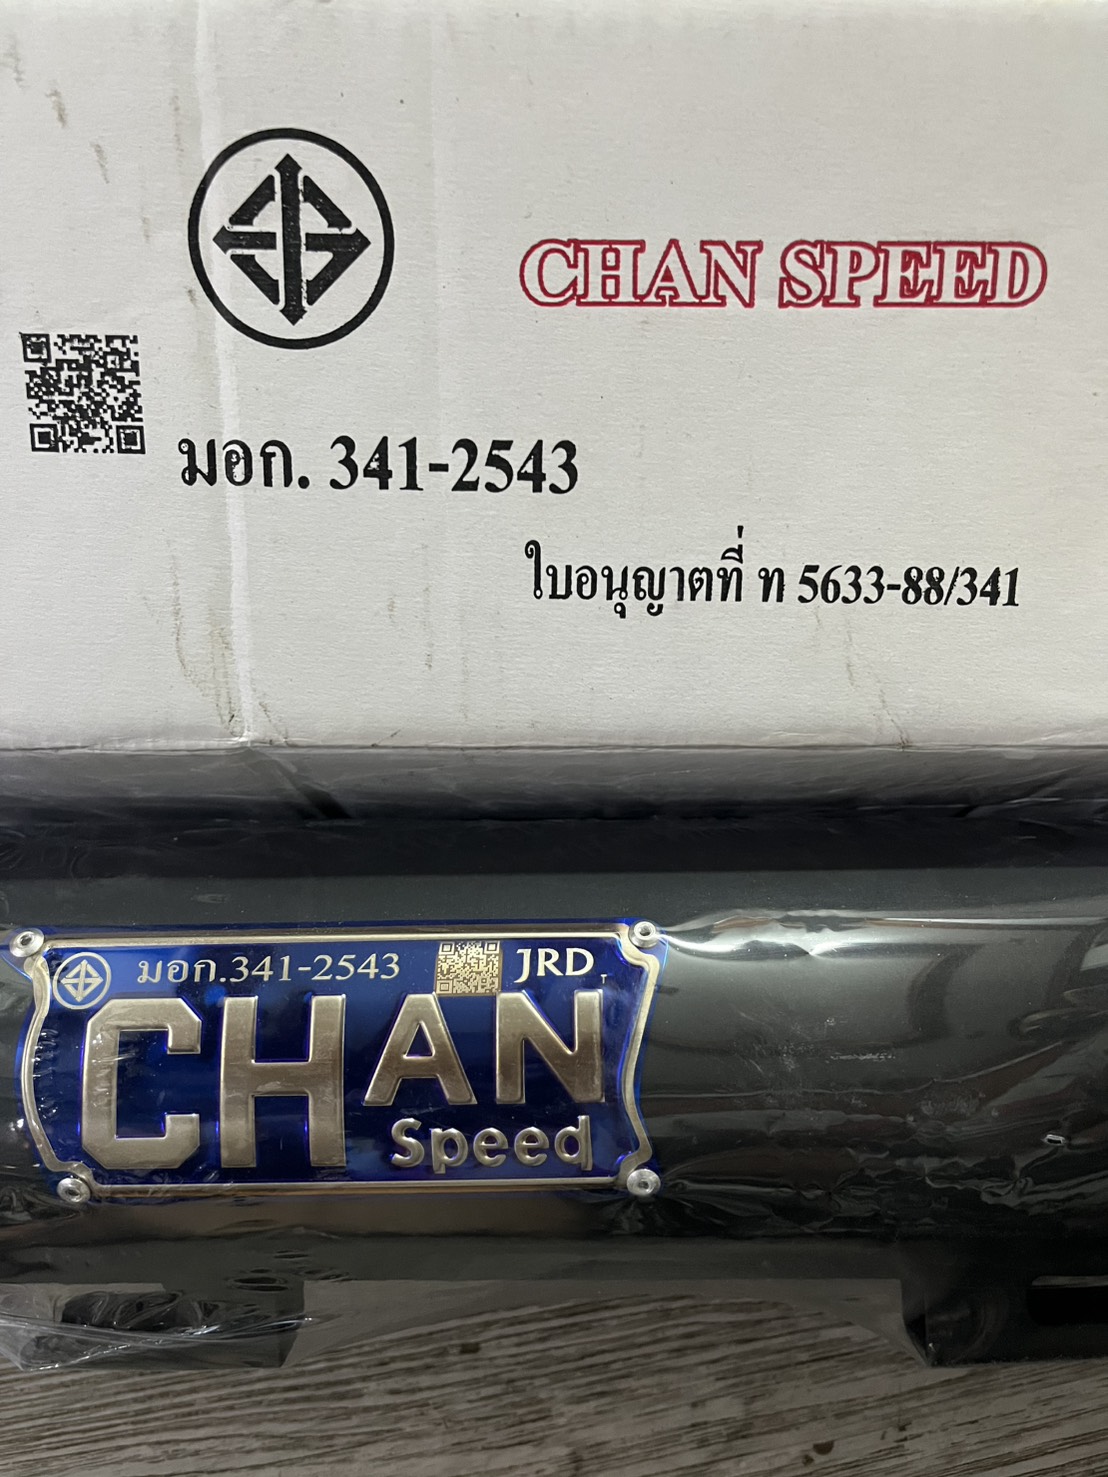 CHAN SPEED
มอก. 341-2543
ใบอนุญาตที่ ท 5633-88/341
มอก.341-2543 JRD
CHAN
Speed